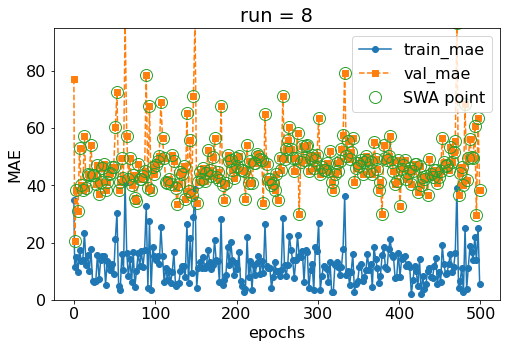 run = 8
train_mae
val_mae
SWA point
MAE
80
60
40
20
0
0 100 200 300 400 500
epochs